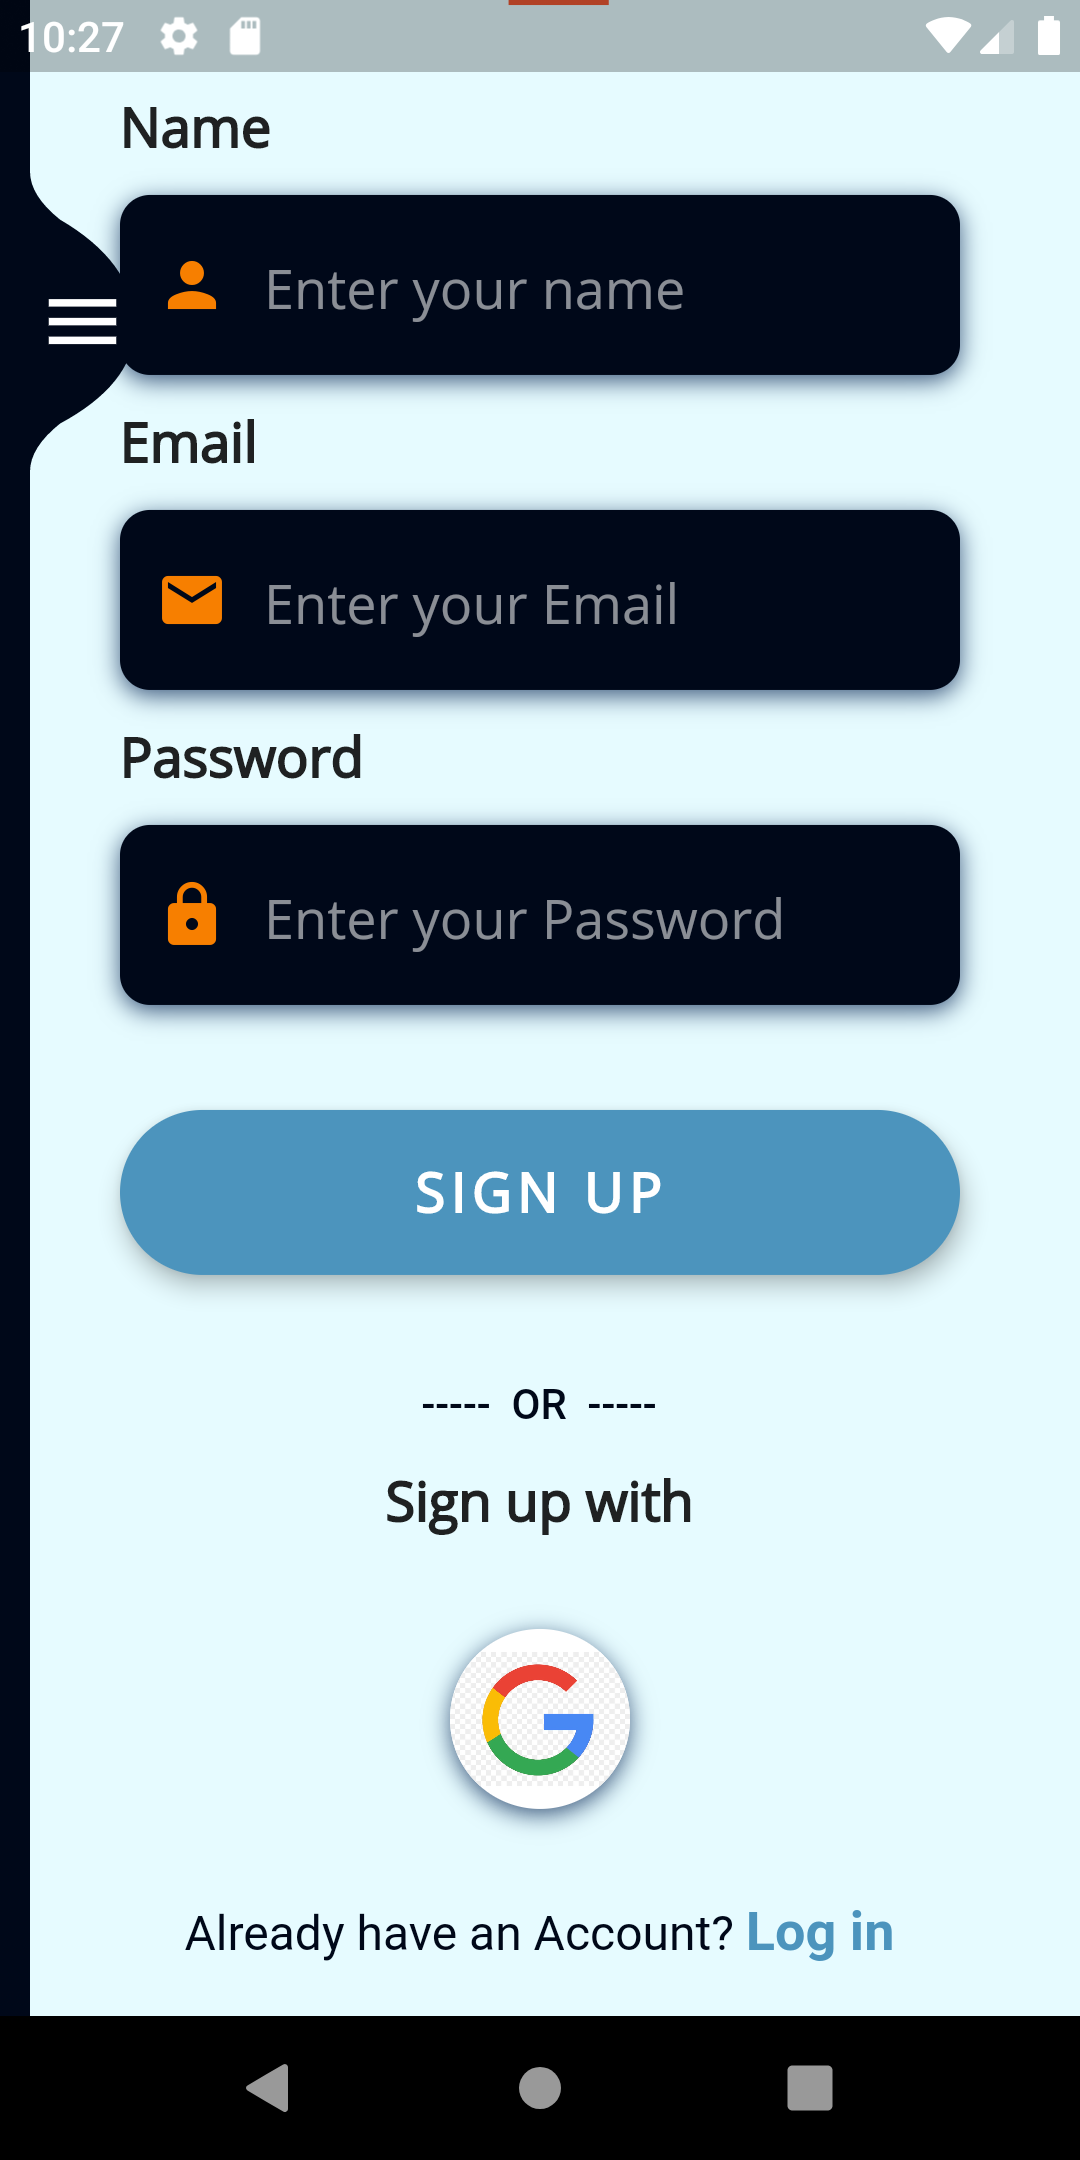 10:27
Name
Enter your name
Email
Enter your Email
Password
Enter your Password
SIGN UP
----- OR -----
Sign up with
Already have an Account? Log in